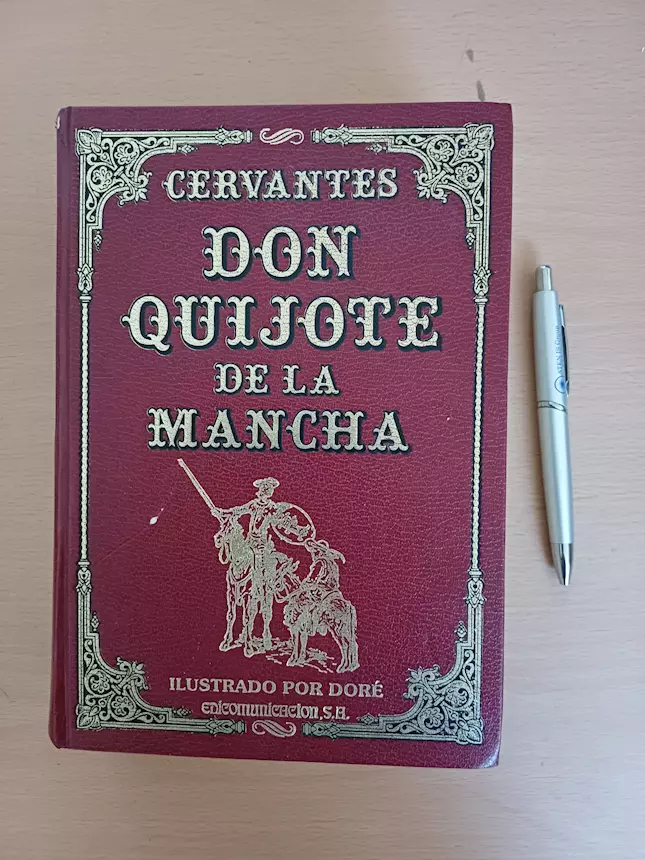 CERVANTES
DON
QUIJOTE
DE LA
MANCHA
ILUSTRADO POR DORÉ
EDICOMUNICACION, S.A.